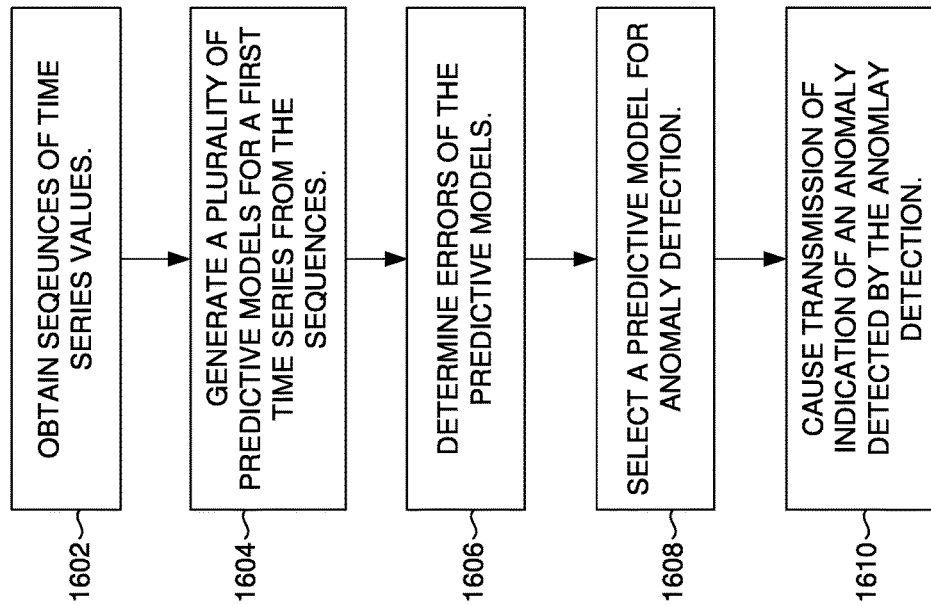 1602
OBTAIN SEQEUNCES OF TIME
SERIES VALUES.
1604
GENERATE A PLURALITY OF
PREDICTIVE MODELS FOR A FIRST
TIME SERIES FROM THE
SEQUENCES.
1606
DETERMINE ERRORS OF THE
PREDICTIVE MODELS.
1608
SELECT A PREDICTIVE MODEL FOR
ANOMALY DETECTION.
1610
CAUSE TRANSMISSION OF
INDICATION OF AN ANOMALY
DETECTED BY THE ANOMLAY
DETECTION.